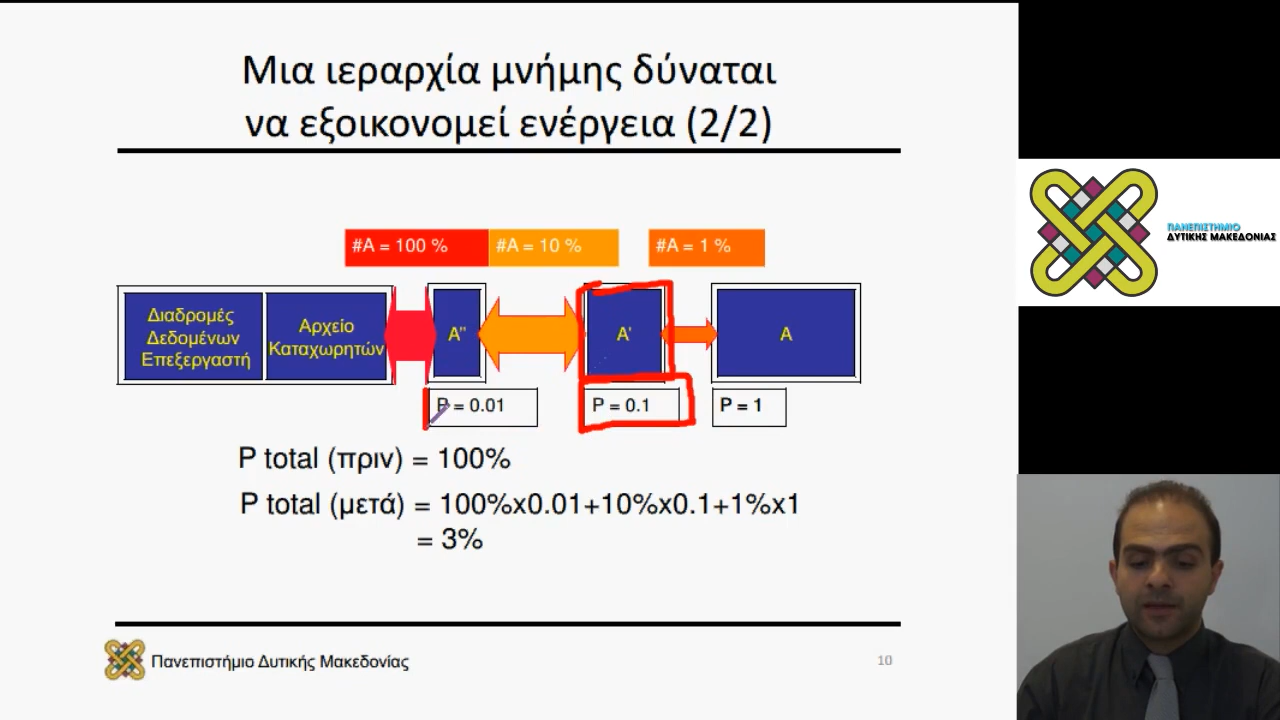 Μια ιεραρχία μνήμης δύναται
να εξοικονομεί ενέργεια (2/2)
#A = 100 %
#A = 10 %
#A = 1 %
Διαδρομές
Δεδομένων
Επεξεργαστή
Αρχείο
Καταχωρητών
A"
A'
A
P = 0.01
P = 0.1
P = 1
P total (πριν) = 100%
P total (μετά) = 100%x0.01+10%x0.1+1%x1
= 3%
Πανεπιστήμιο Δυτικής Μακεδονίας
10
ΠΑΝΕΠΙΣΤΗΜΙΟ
ΔΥΤΙΚΗΣ ΜΑΚΕΔΟΝΙΑΣ